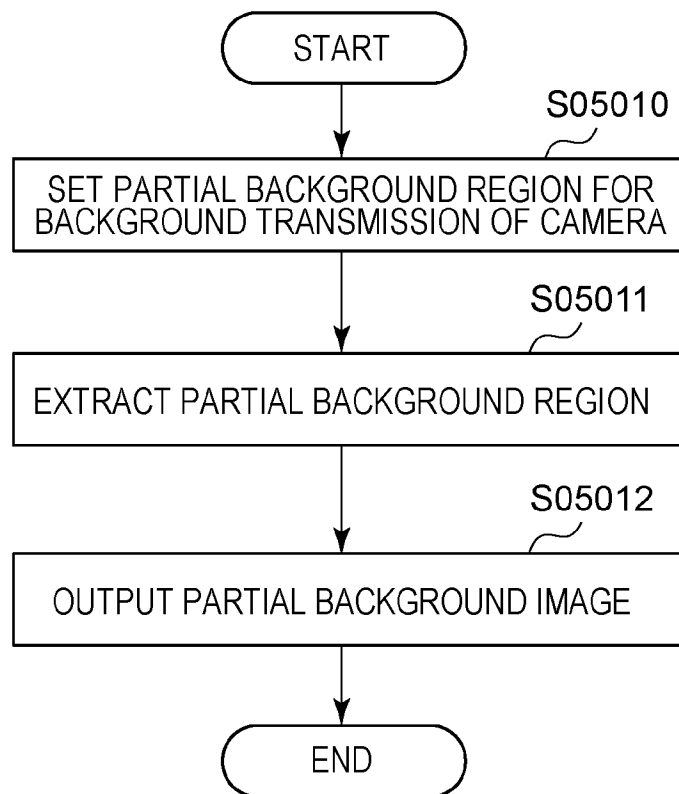 START
S05010
SET PARTIAL BACKGROUND REGION FOR
BACKGROUND TRANSMISSION OF CAMERA
S05011
EXTRACT PARTIAL BACKGROUND REGION
S05012
OUTPUT PARTIAL BACKGROUND IMAGE
END